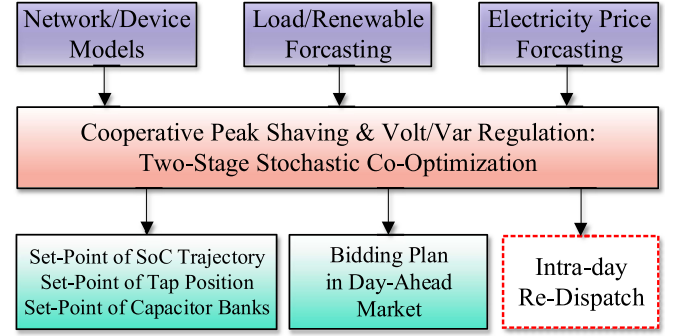 Network/Device
Models
Load/Renewable
Forcasting
Electricity Price
Forcasting
Cooperative Peak Shaving & Volt/Var Regulation:
Two-Stage Stochastic Co-Optimization
Set-Point of SoC Trajectory
Set-Point of Tap Position
Set-Point of Capacitor Banks
Bidding Plan
in Day-Ahead
Market
Intra-day
Re-Dispatch